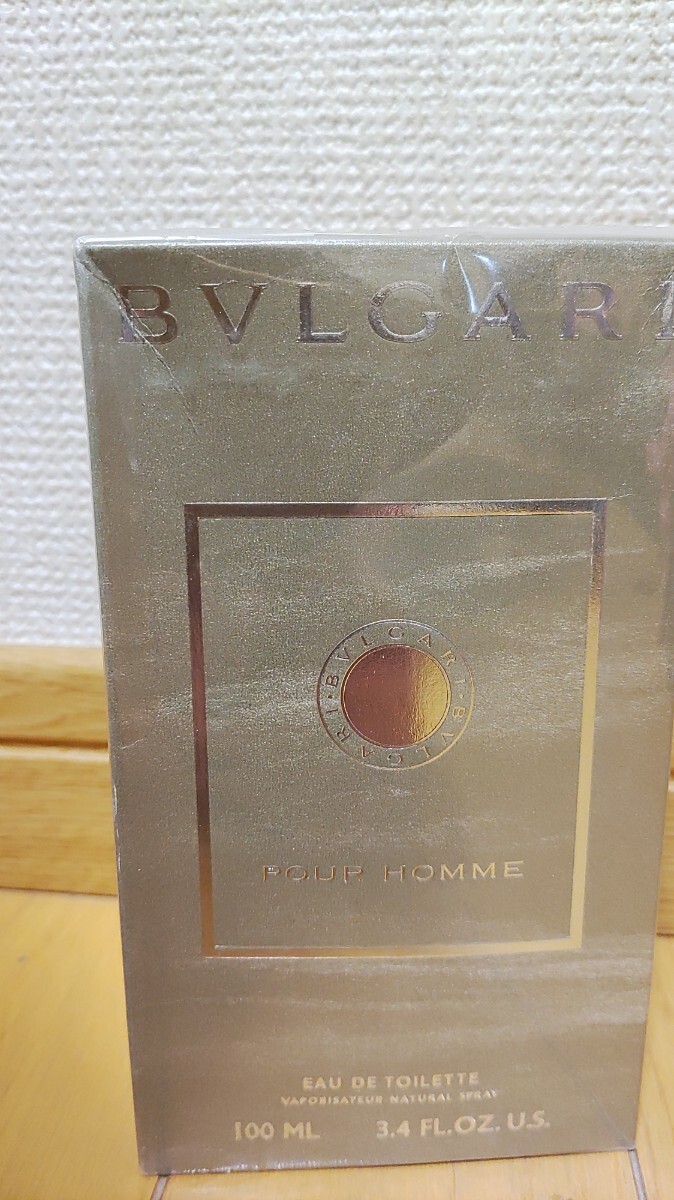 BVLGARI
BVLGARI · BVLGARI ·
POUR HOMME
EAU DE TOILETTE
VAPORISATEUR NATURAL SPRAY
100 ML 3.4 FL.OZ. U.S.